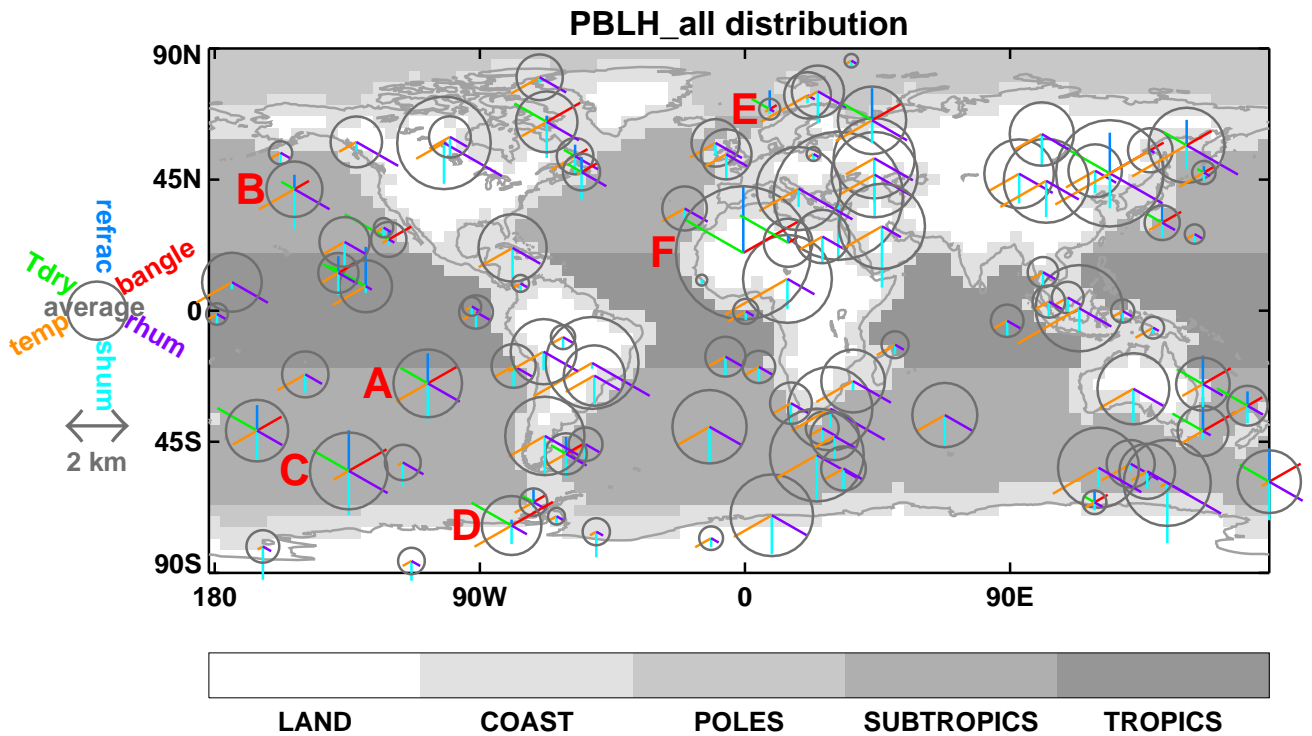 PBLH_all distribution
90N
45N
0
45S
90S
180
90W
0
90E
refrac
bangle
Tdry
average
temp
rhum
shum
2 km
A
B
C
D
E
F
LAND
COAST
POLES
SUBTROPICS
TROPICS